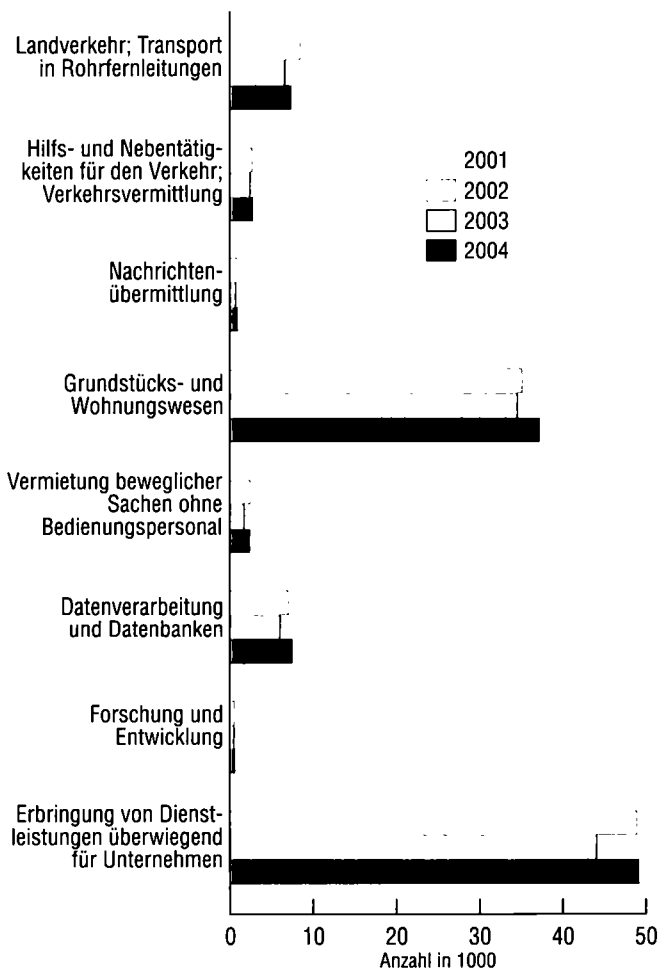 Landverkehr; Transport
in Rohrfernleitungen
Hilfs- und Nebentätig-
keiten für den Verkehr;
Verkehrsvermittlung
2001
2002
2003
2004
Nachrichten-
übermittlung
Grundstücks- und
Wohnungswesen
Vermietung beweglicher
Sachen ohne
Bedienungspersonal
Datenverarbeitung
und Datenbanken
Forschung und
Entwicklung
Erbringung von Dienst-
leistungen überwiegend
für Unternehmen
0 10 20 30 40 50
Anzahl in 1000